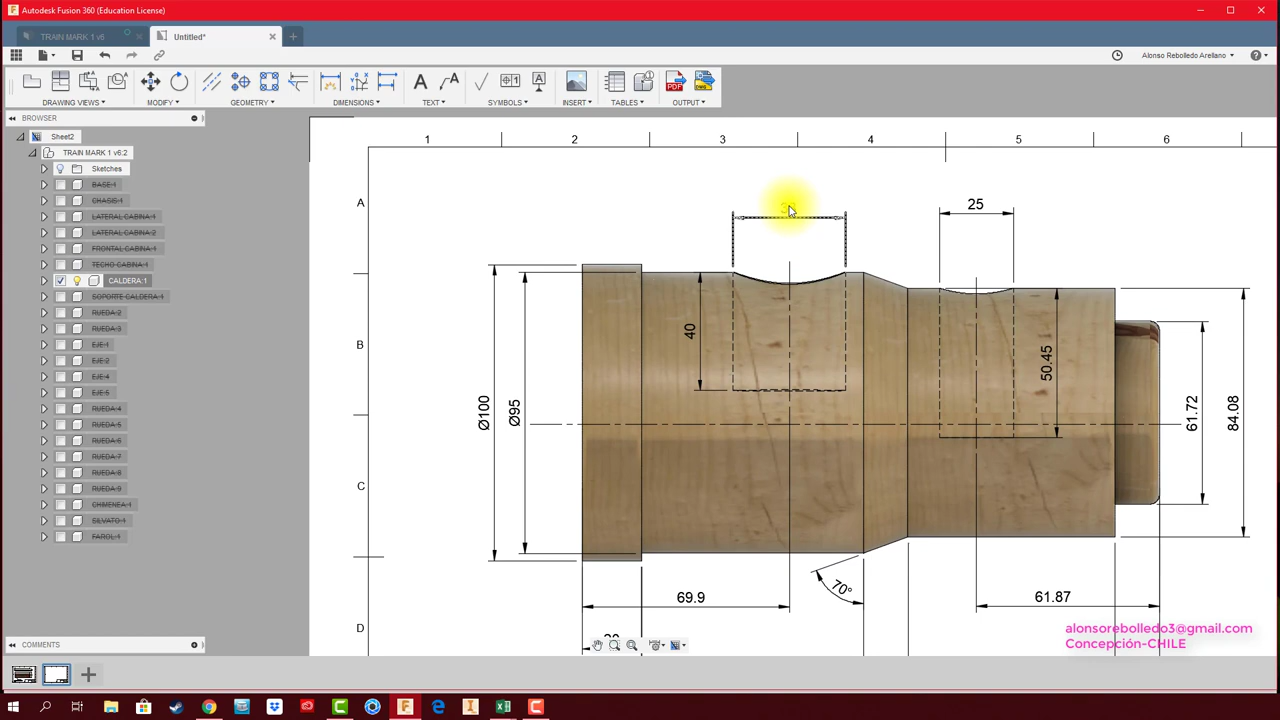 Autodesk Fusion 360 (Education License)
TRAIN MARK 1 v6
Untitled*
Alonso Rebolledo Arellano
DRAWING VIEWS
MODIFY
GEOMETRY
DIMENSIONS
TEXT
SYMBOLS
INSERT
TABLES
OUTPUT
PDF
BROWSER
Sheet2
TRAIN MARK 1 v6:2
Sketches
BASE:1
CHASIS:1
LATERAL CABINA:1
LATERAL CABINA:2
FRONTAL CABINA:1
TECHO CABINA:1
CALDERA:1
SOPORTE CALDERA:1
RUEDA:2
RUEDA:3
EJE:1
EJE:2
EJE:4
EJE:5
RUEDA:4
RUEDA:5
RUEDA:6
RUEDA:7
RUEDA:8
RUEDA:9
CHIMENEA:1
SILVATO:1
FAROL:1
COMMENTS
1 2 3 4 5 6
A
B
C
D
25
40
50.45
Ø100
Ø95
61.72
84.08
70°
69.9
61.87
alonsorebolledo3@gmail.com
Concepción-CHILE